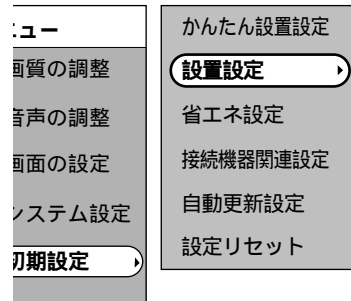 ュー
画質の調整
音声の調整
画面の設定
システム設定
初期設定
かんたん設置設定
設置設定
省エネ設定
接続機器関連設定
自動更新設定
設定リセット